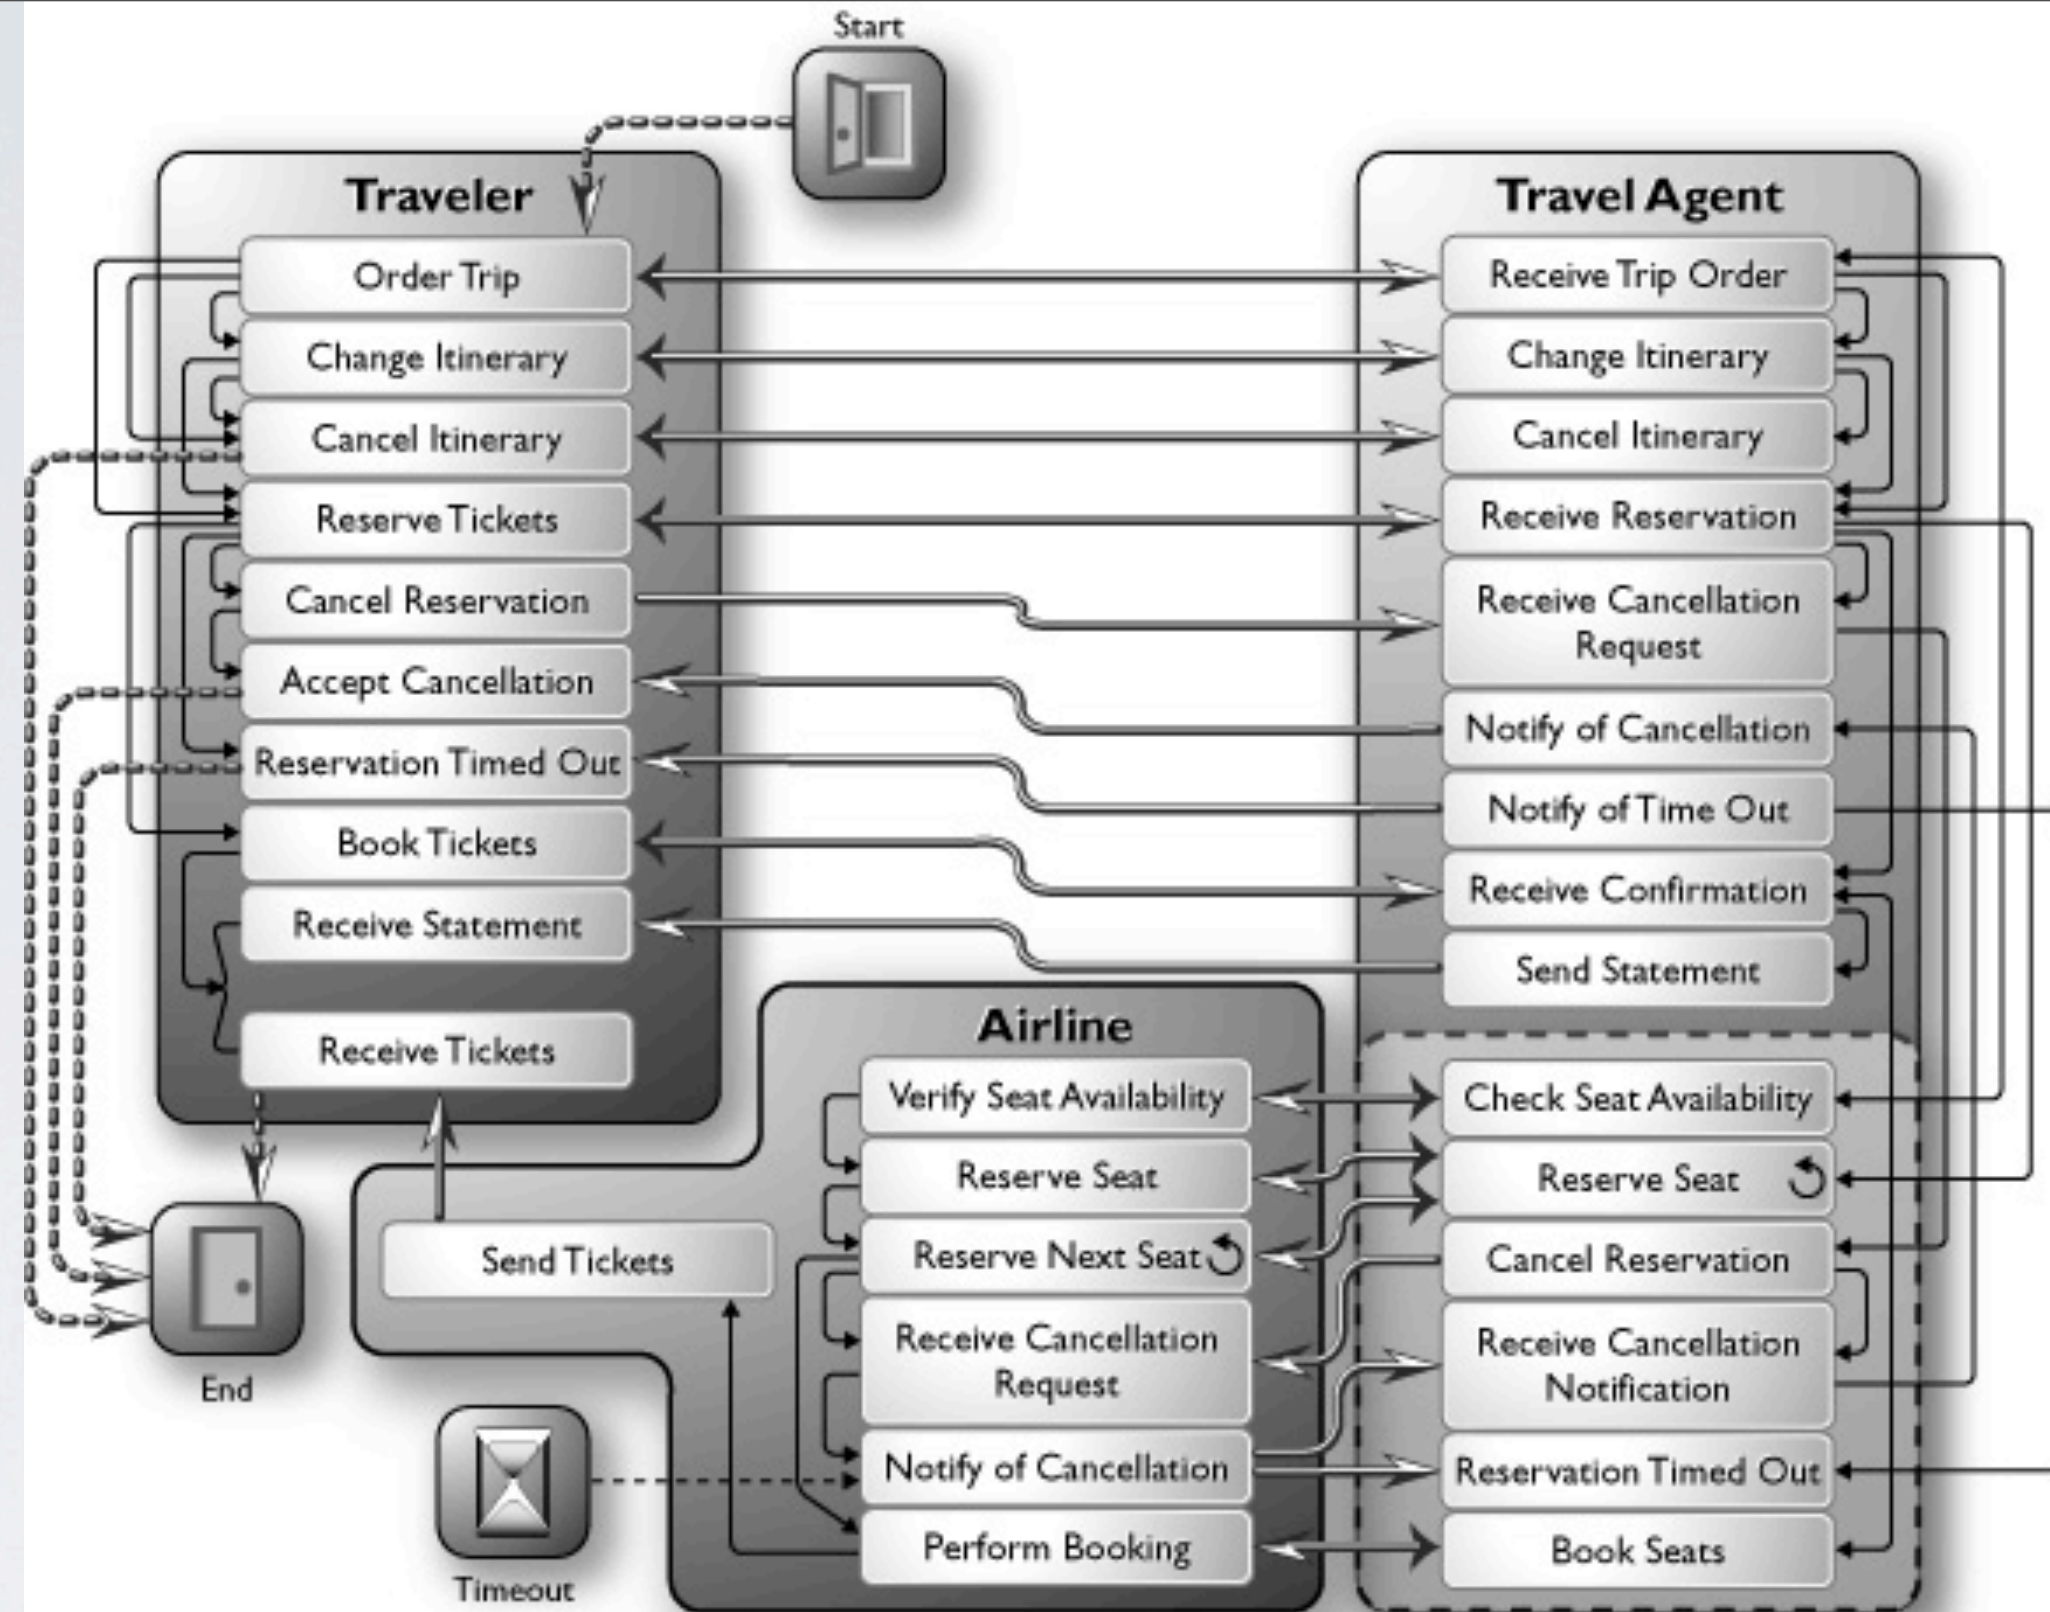 Start
Traveler
Order Trip
Change Itinerary
Cancel Itinerary
Reserve Tickets
Cancel Reservation
Accept Cancellation
Reservation Timed Out
Book Tickets
Receive Statement
Receive Tickets
Travel Agent
Receive Trip Order
Change Itinerary
Cancel Itinerary
Receive Reservation
Receive Cancellation
Request
Notify of Cancellation
Notify of Time Out
Receive Confirmation
Send Statement
Check Seat Availability
Reserve Seat
Cancel Reservation
Receive Cancellation
Notification
Reservation Timed Out
Book Seats
Airline
Verify Seat Availability
Reserve Seat
Reserve Next Seat
Receive Cancellation
Request
Notify of Cancellation
Perform Booking
Send Tickets
End
Timeout